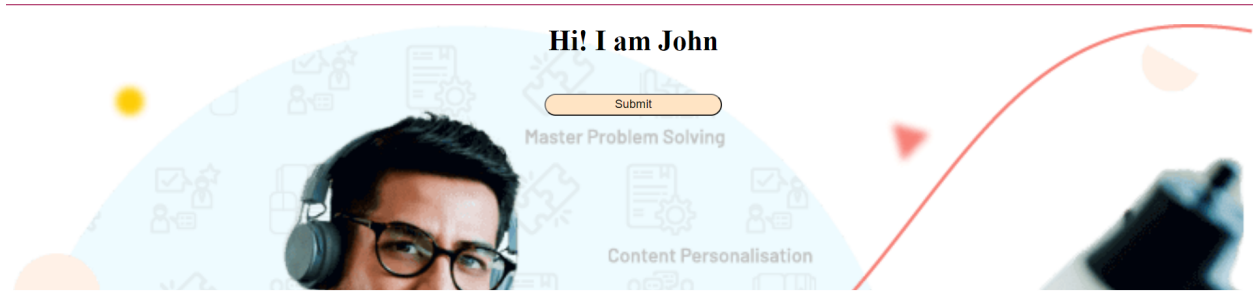 Hi! I am John
Submit
Master Problem Solving
Content Personalisation